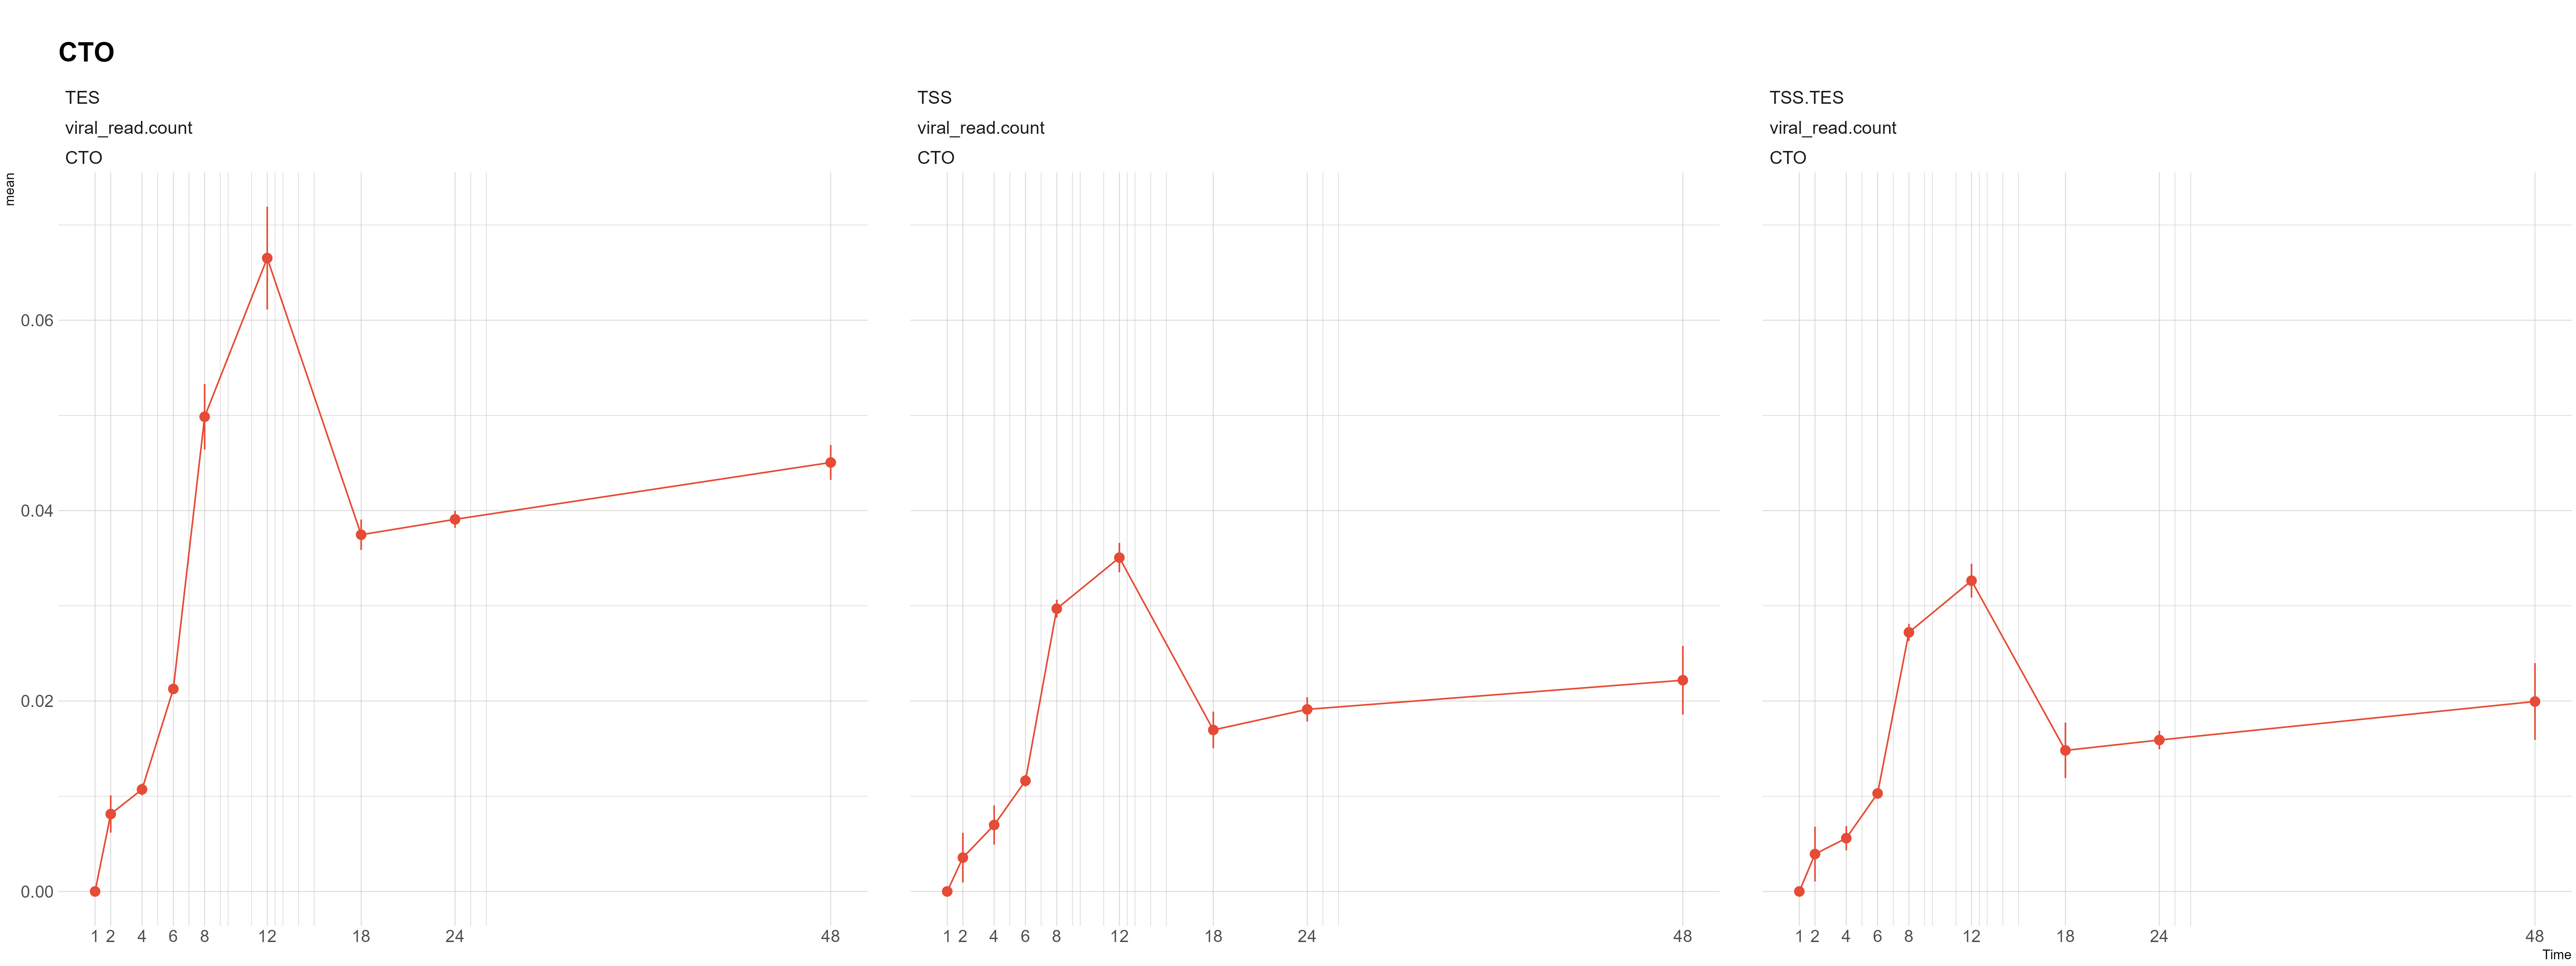 CTO
TES
viral_read.count
CTO
TSS
viral_read.count
CTO
TSS.TES
viral_read.count
CTO
mean
0.06
0.04
0.02
0.00
1 2 4 6 8 12 18 24 48
1 2 4 6 8 12 18 24 48
1 2 4 6 8 12 18 24 48
Time